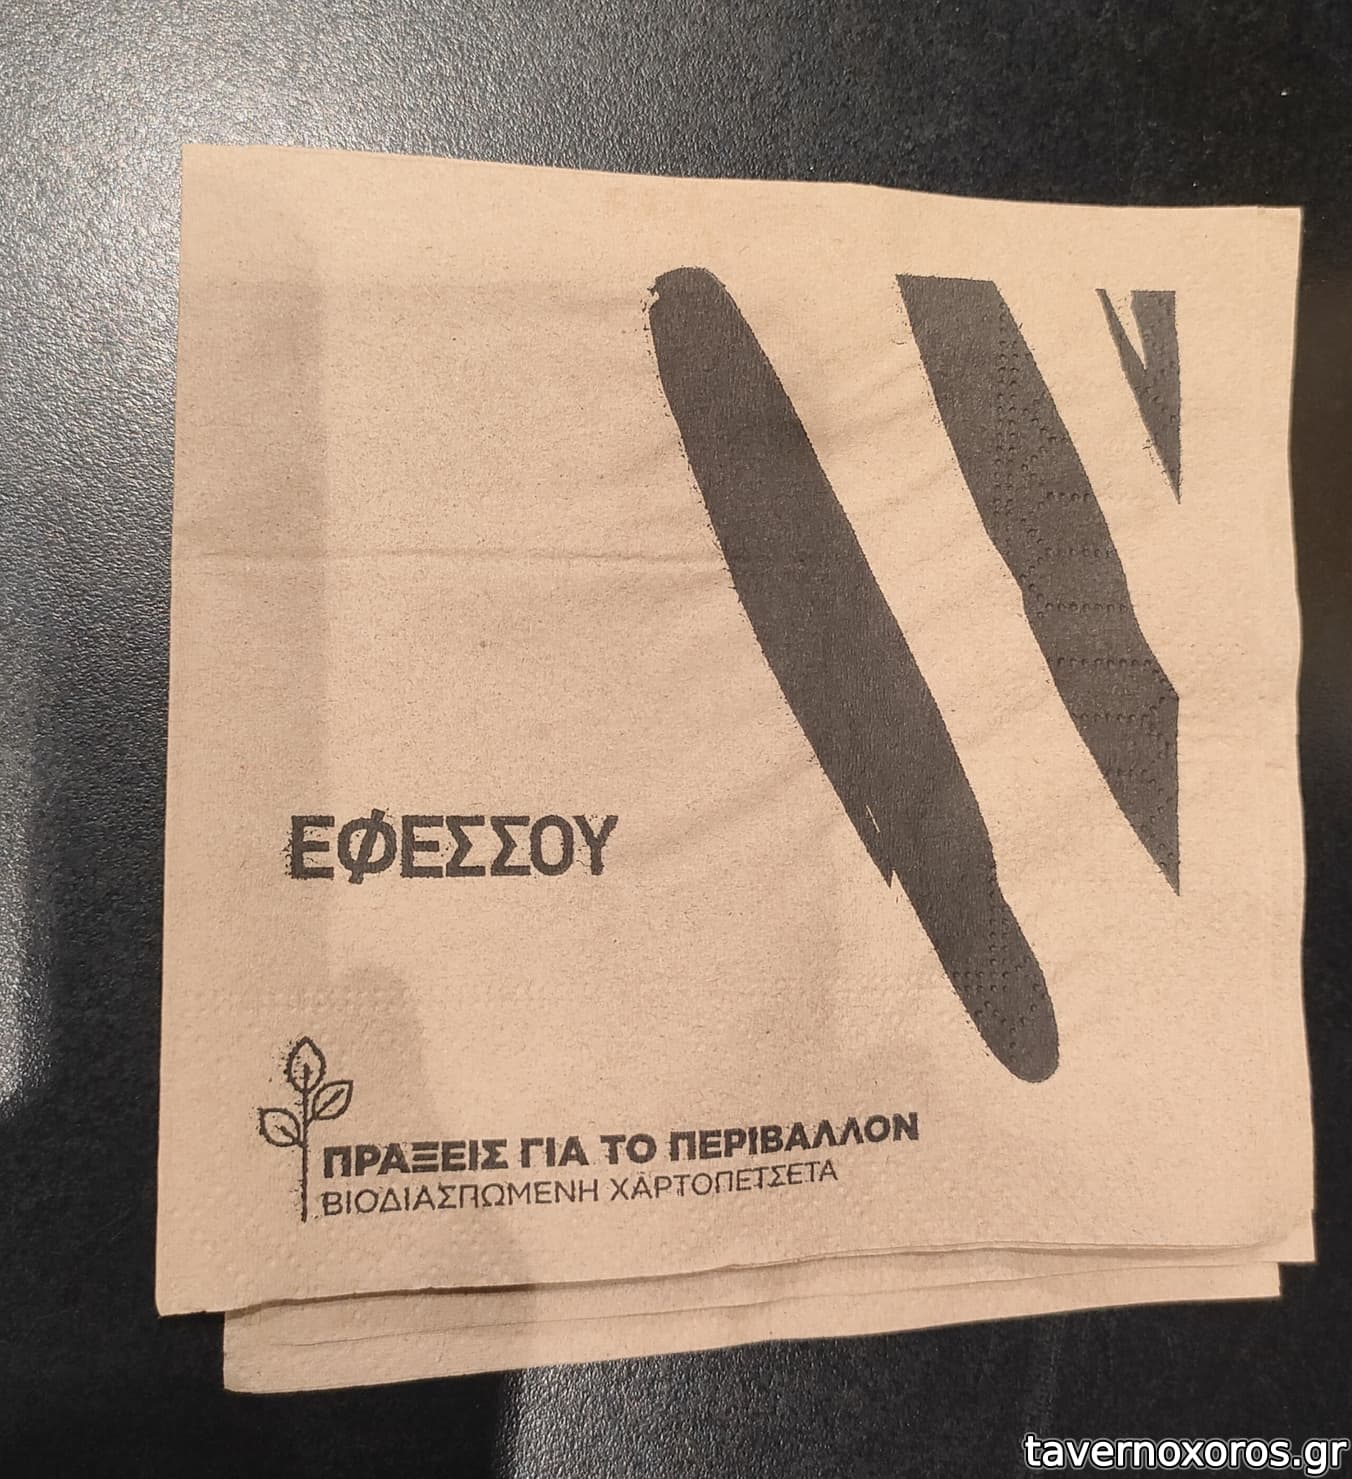 ΕΦΕΣΣΟΥ
ΠΡΑΞΕΙΣ ΓΙΑ ΤΟ ΠΕΡΙΒΑΛΛΟΝ
ΒΙΟΔΙΑΣΠΩΜΕΝΗ ΧΑΡΤΟΠΕΤΣΕΤΑ
tavernoxoros.gr